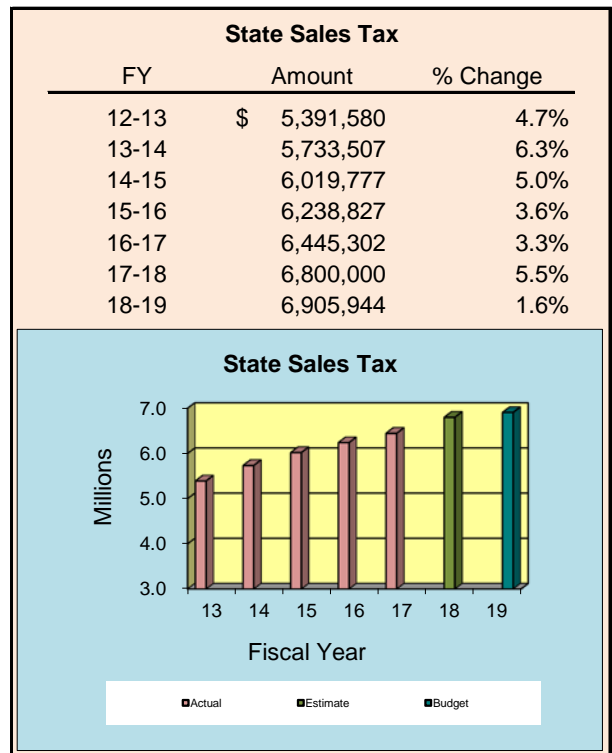 State Sales Tax
FY Amount % Change
12-13 $ 5,391,580 4.7%
13-14 5,733,507 6.3%
14-15 6,019,777 5.0%
15-16 6,238,827 3.6%
16-17 6,445,302 3.3%
17-18 6,800,000 5.5%
18-19 6,905,944 1.6%
State Sales Tax
7.0
6.0
5.0
4.0
3.0
Millions
13 14 15 16 17 18 19
Fiscal Year
Actual Estimate Budget